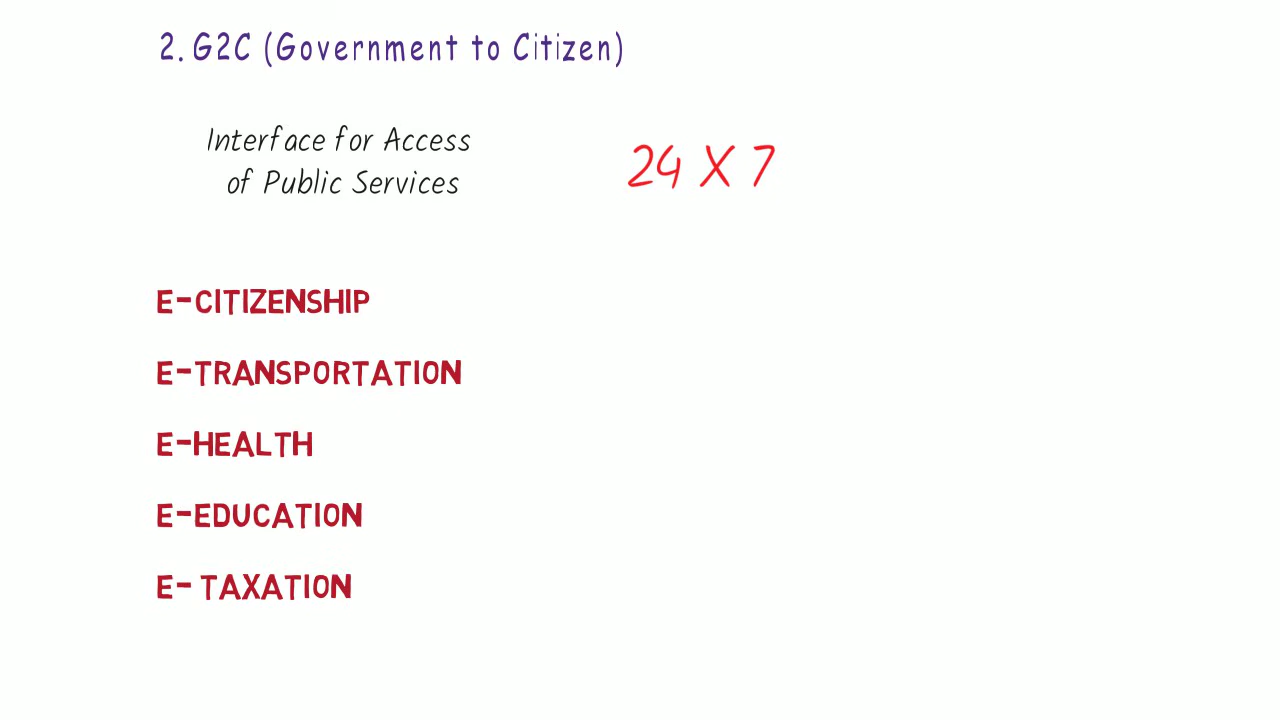 2. G2C (Government to Citizen)
Interface for Access
of Public Services
24 X 7
E-CITIZENSHIP
E-TRANSPORTATION
E-HEALTH
E-EDUCATION
E- TAXATION